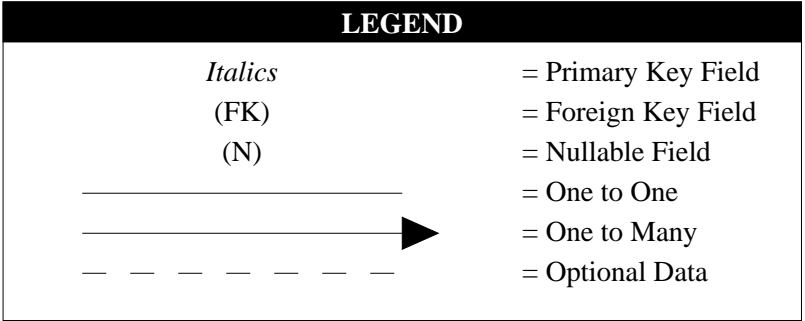 LEGEND
Italics = Primary Key Field
(FK) = Foreign Key Field
(N) = Nullable Field
= One to One
= One to Many
= Optional Data